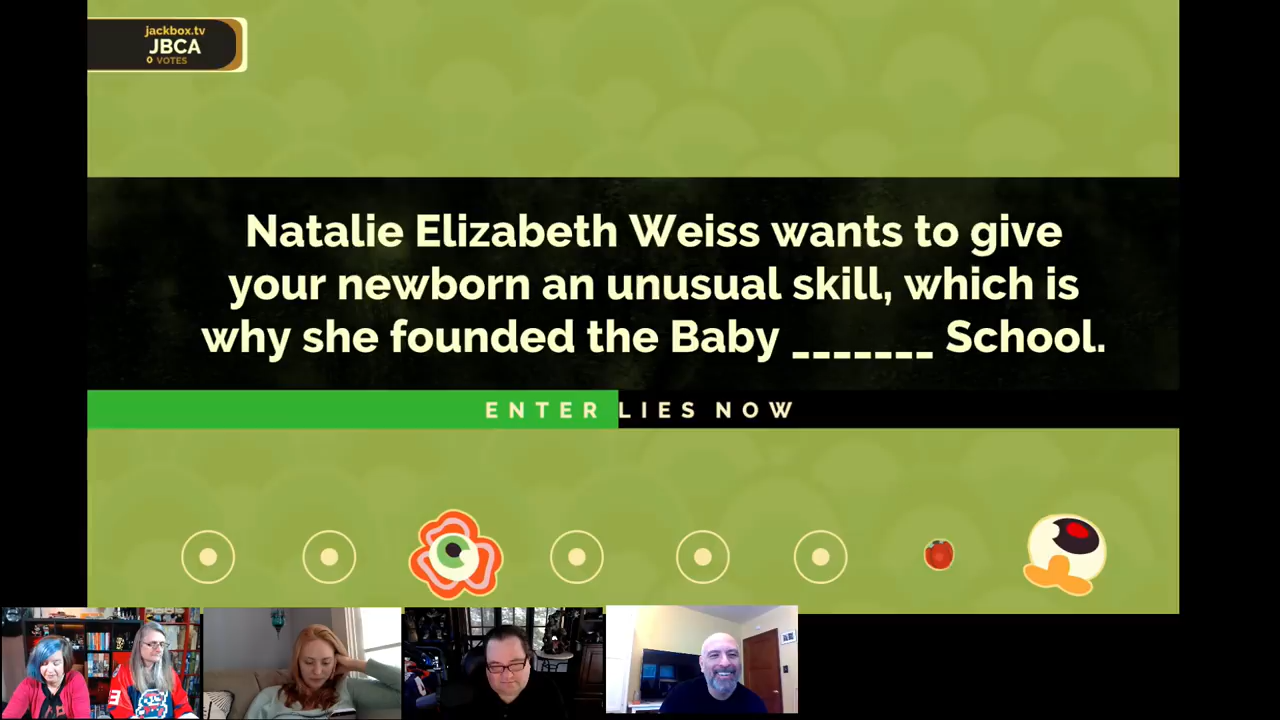 jackbox.tv
JBCA
0 VOTES
Natalie Elizabeth Weiss wants to give
your newborn an unusual skill, which is
why she founded the Baby _______ School.
ENTER LIES NOW